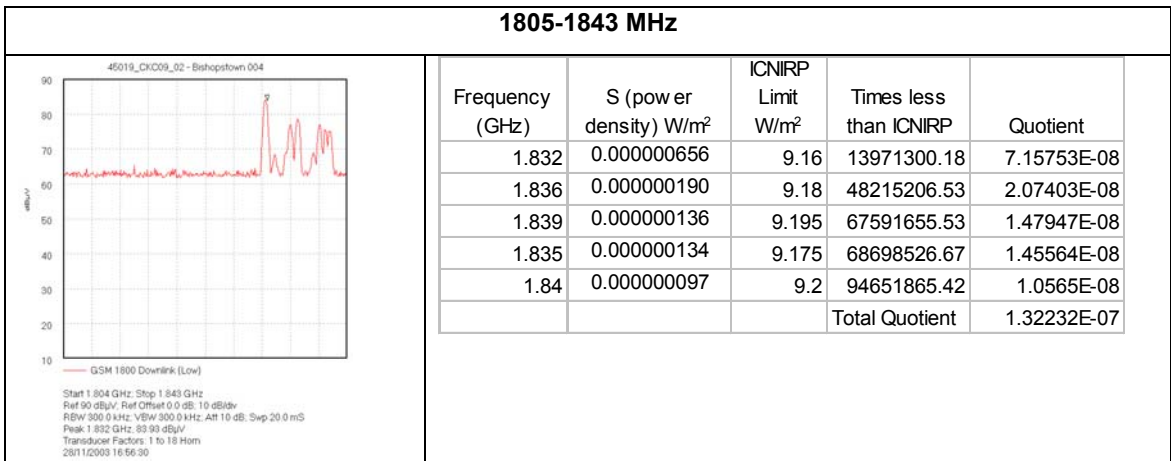 1805-1843 MHz
45019_CKC09_02 - Bishopstown 004
90
80
70
60
50
40
30
20
10
dBµV
2
GSM 1800 Downlink (Low)
Start 1.804 GHz; Stop 1.843 GHz
Ref 90 dBµV; Ref Offset 0.0 dB; 10 dB/div
RBW 300.0 kHz; VBW 300.0 kHz; Att 10 dB; Swp 20.0 mS
Peak 1.832 GHz, 83.93 dBµV
Transducer Factors: 1 to 18 Horn
28/11/2003 16:56:30
Frequency (GHz) S (pow er density) W/m² ICNIRP Limit W/m² Times less than ICNIRP Quotient
1.832 0.000000656 9.16 13971300.18 7.15753E-08
1.836 0.000000190 9.18 48215206.53 2.07403E-08
1.839 0.000000136 9.195 67591655.53 1.47947E-08
1.835 0.000000134 9.175 68698526.67 1.45564E-08
1.84 0.000000097 9.2 94651865.42 1.0565E-08
Total Quotient 1.32232E-07